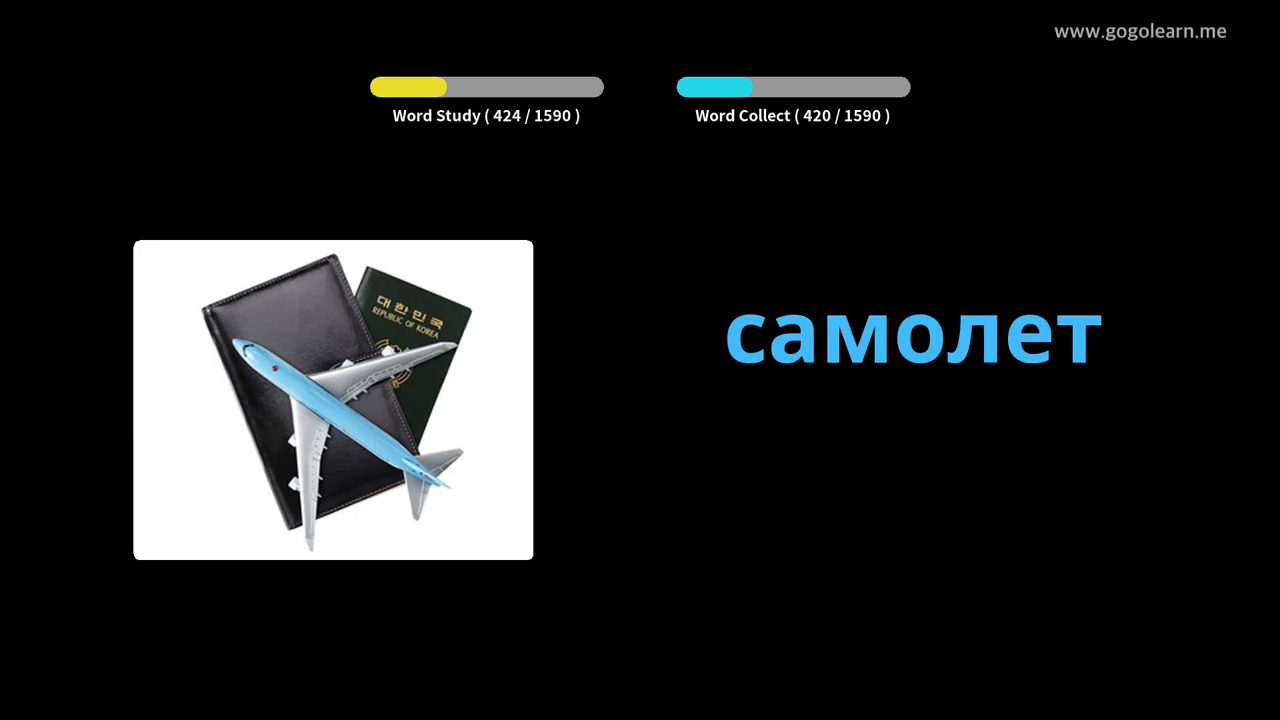 www.gogolearn.me
Word Study ( 424 / 1590 )
Word Collect ( 420 / 1590 )
대한민국
REPUBLIC OF KOREA
самолет